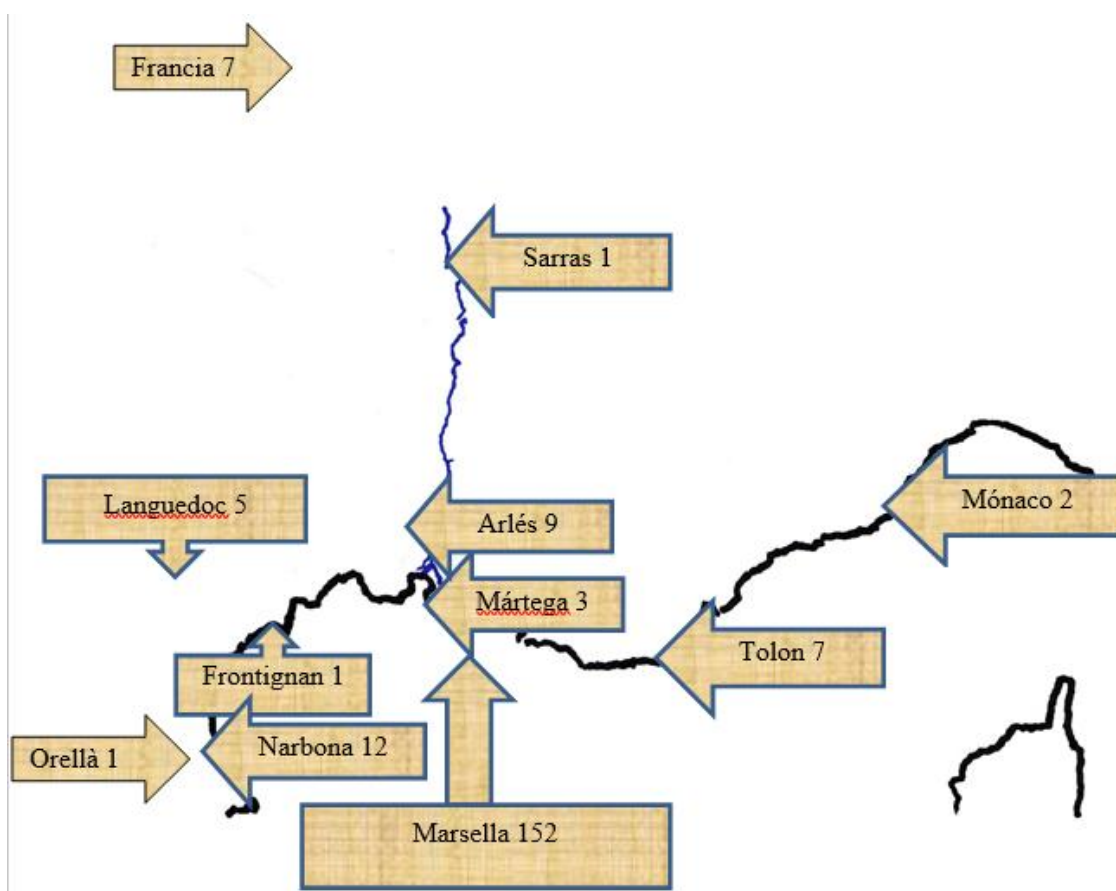 Francia 7
Sarras 1
Languedoc 5
Arlés 9
Mónaco 2
Mártega 3
Frontignan 1
Tolon 7
Orellà 1
Narbona 12
Marsella 152